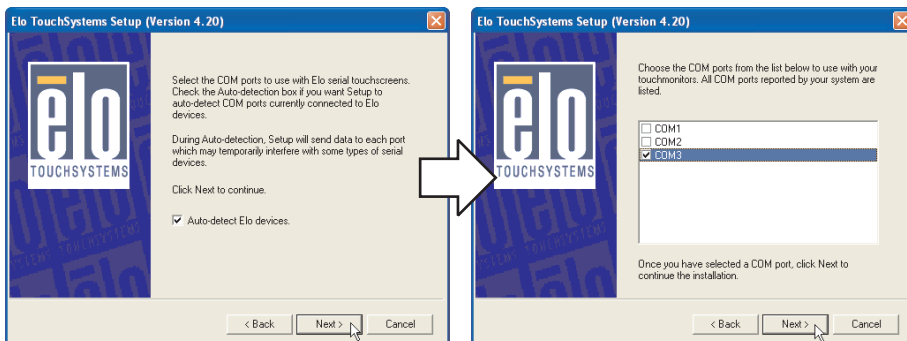 Elo TouchSystems Setup (Version 4.20)
elo
TOUCHSYSTEMS
Select the COM ports to use with Elo serial touchscreens.
Check the Auto-detection box if you want Setup to
auto-detect COM ports currently connected to Elo
devices.
During Auto-detection, Setup will send data to each port
which may temporarily interfere with some types of serial
devices.
Click Next to continue.
Auto-detect Elo devices.
< Back
Next >
Cancel
Elo TouchSystems Setup (Version 4.20)
elo
TOUCHSYSTEMS
Choose the COM ports from the list below to use with your
touchmonitors. All COM ports reported by your system are
listed.
COM1
COM2
COM3
Once you have selected a COM port, click Next to
continue the installation.
< Back
Next >
Cancel